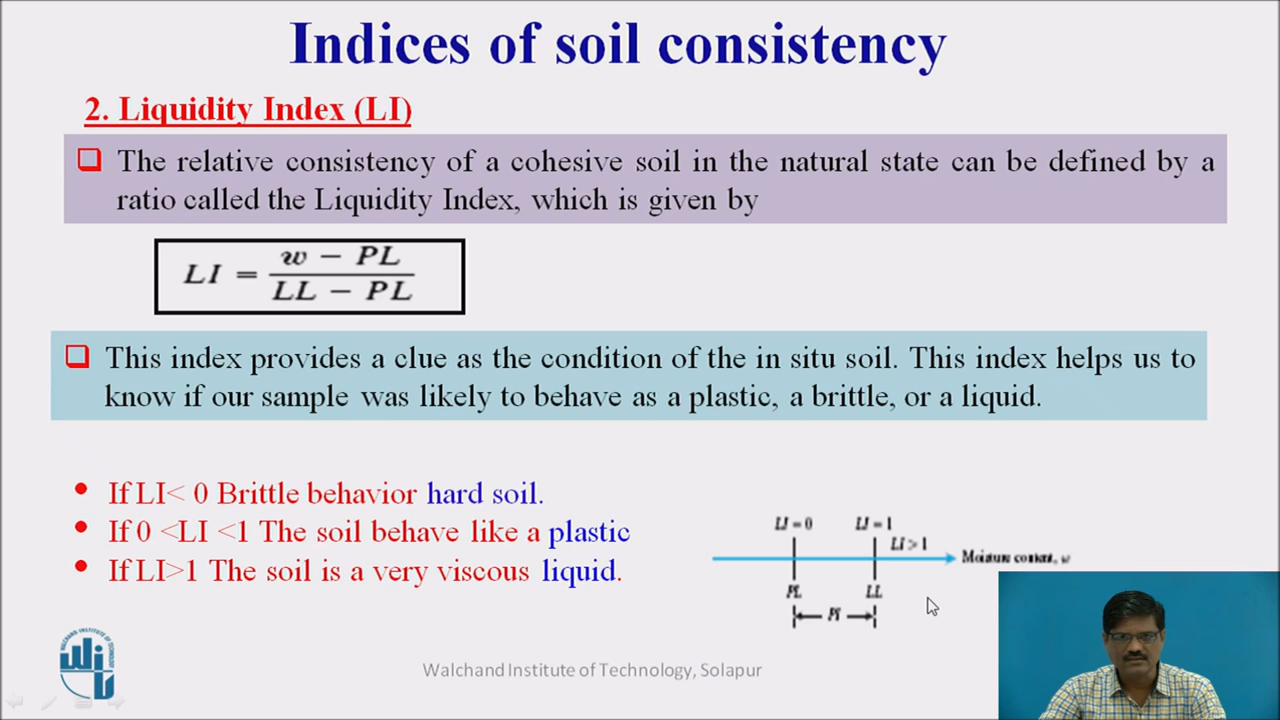 Indices of soil consistency
2. Liquidity Index (LI)
The relative consistency of a cohesive soil in the natural state can be defined by a
ratio called the Liquidity Index, which is given by
LI = (w − PL) / (LL − PL)
This index provides a clue as the condition of the in situ soil. This index helps us to
know if our sample was likely to behave as a plastic, a brittle, or a liquid.
• If LI< 0 Brittle behavior hard soil.
• If 0 <LI <1 The soil behave like a plastic
• If LI>1 The soil is a very viscous liquid.
LI = 0 LI = 1
LI > 1
Moisture content, w
PL LL
PI
WALCHAND INSTITUTE OF TECHNOLOGY
Walchand Institute of Technology, Solapur